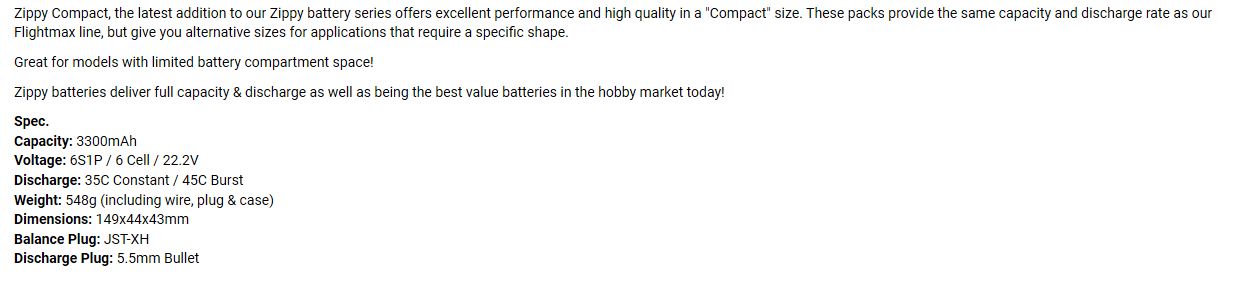 Zippy Compact, the latest addition to our Zippy battery series offers excellent performance and high quality in a "Compact" size. These packs provide the same capacity and discharge rate as our
Flightmax line, but give you alternative sizes for applications that require a specific shape.
Great for models with limited battery compartment space!
Zippy batteries deliver full capacity & discharge as well as being the best value batteries in the hobby market today!
Spec.
Capacity: 3300mAh
Voltage: 6S1P / 6 Cell / 22.2V
Discharge: 35C Constant / 45C Burst
Weight: 548g (including wire, plug & case)
Dimensions: 149x44x43mm
Balance Plug: JST-XH
Discharge Plug: 5.5mm Bullet